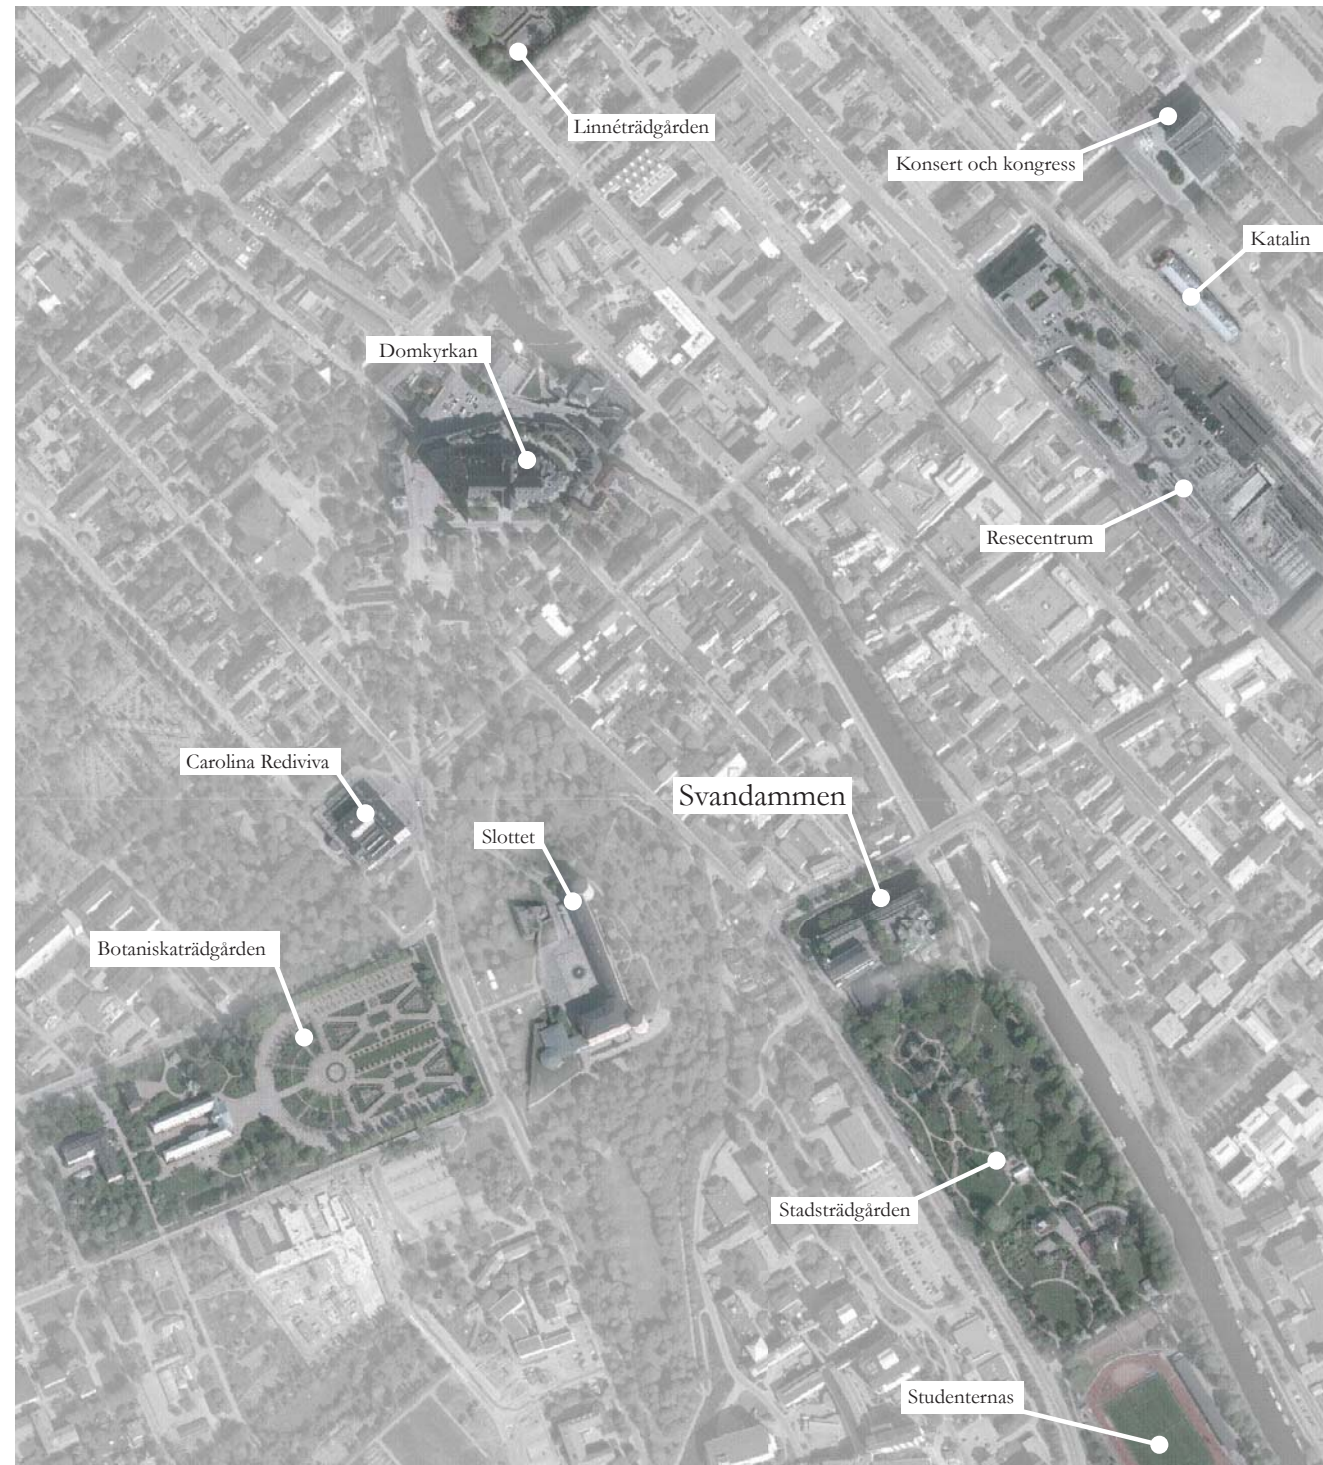 Linnéträdgården
Konsert och kongress
Katalin
Domkyrkan
Resecentrum
Carolina Rediviva
Svandammen
Slottet
Botaniskaträdgården
Stadsträdgården
Studenternas